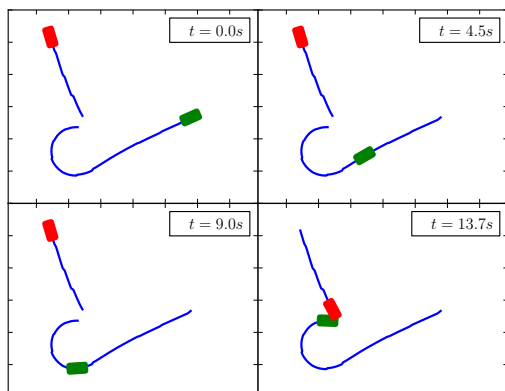 t = 0.0s
t = 4.5s
t = 9.0s
t = 13.7s